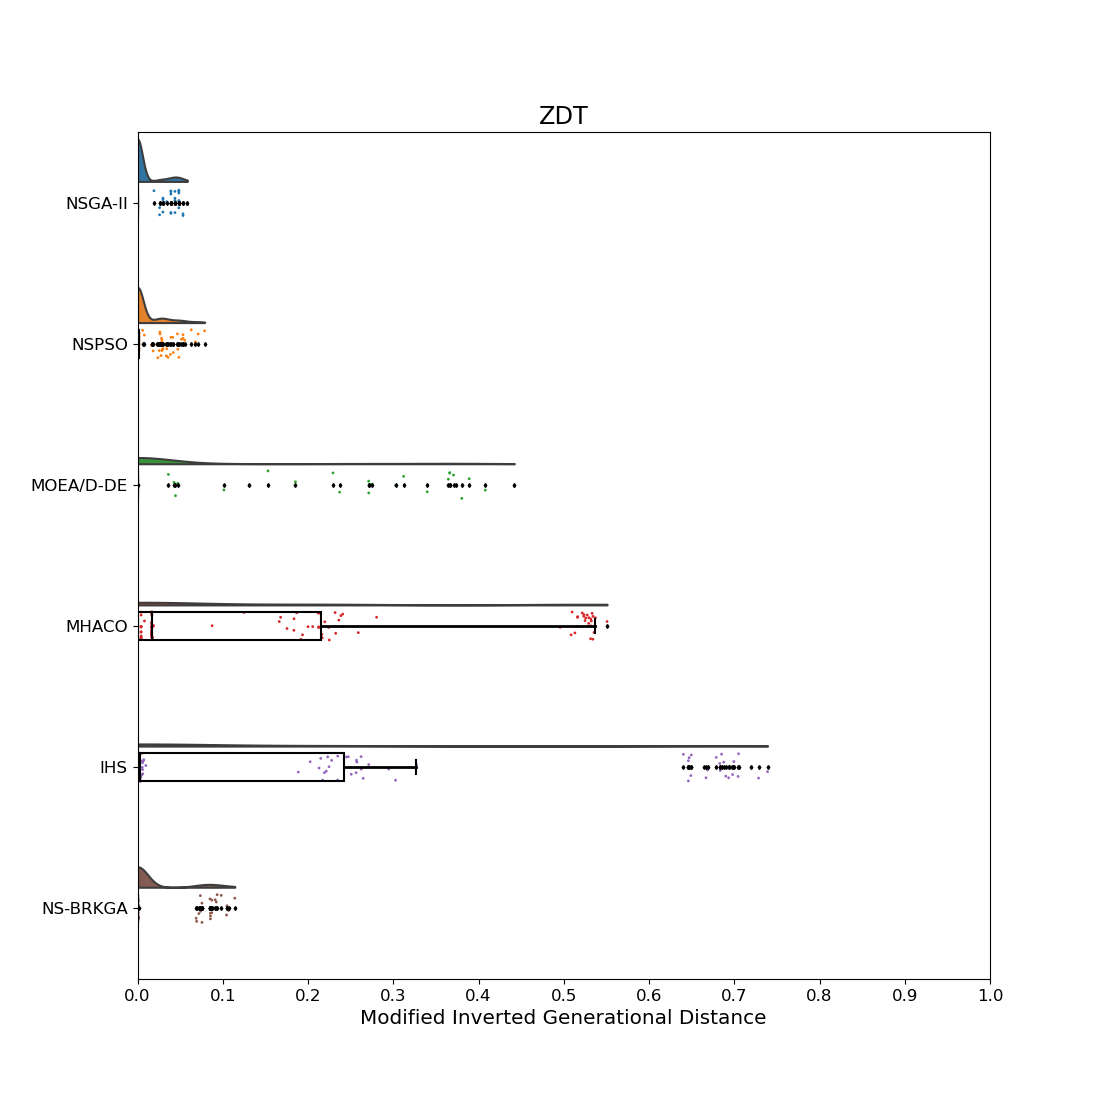 ZDT
NSGA-II
NSPSO
MOEA/D-DE
MHACO
IHS
NS-BRKGA
0.0 0.1 0.2 0.3 0.4 0.5 0.6 0.7 0.8 0.9 1.0
Modified Inverted Generational Distance